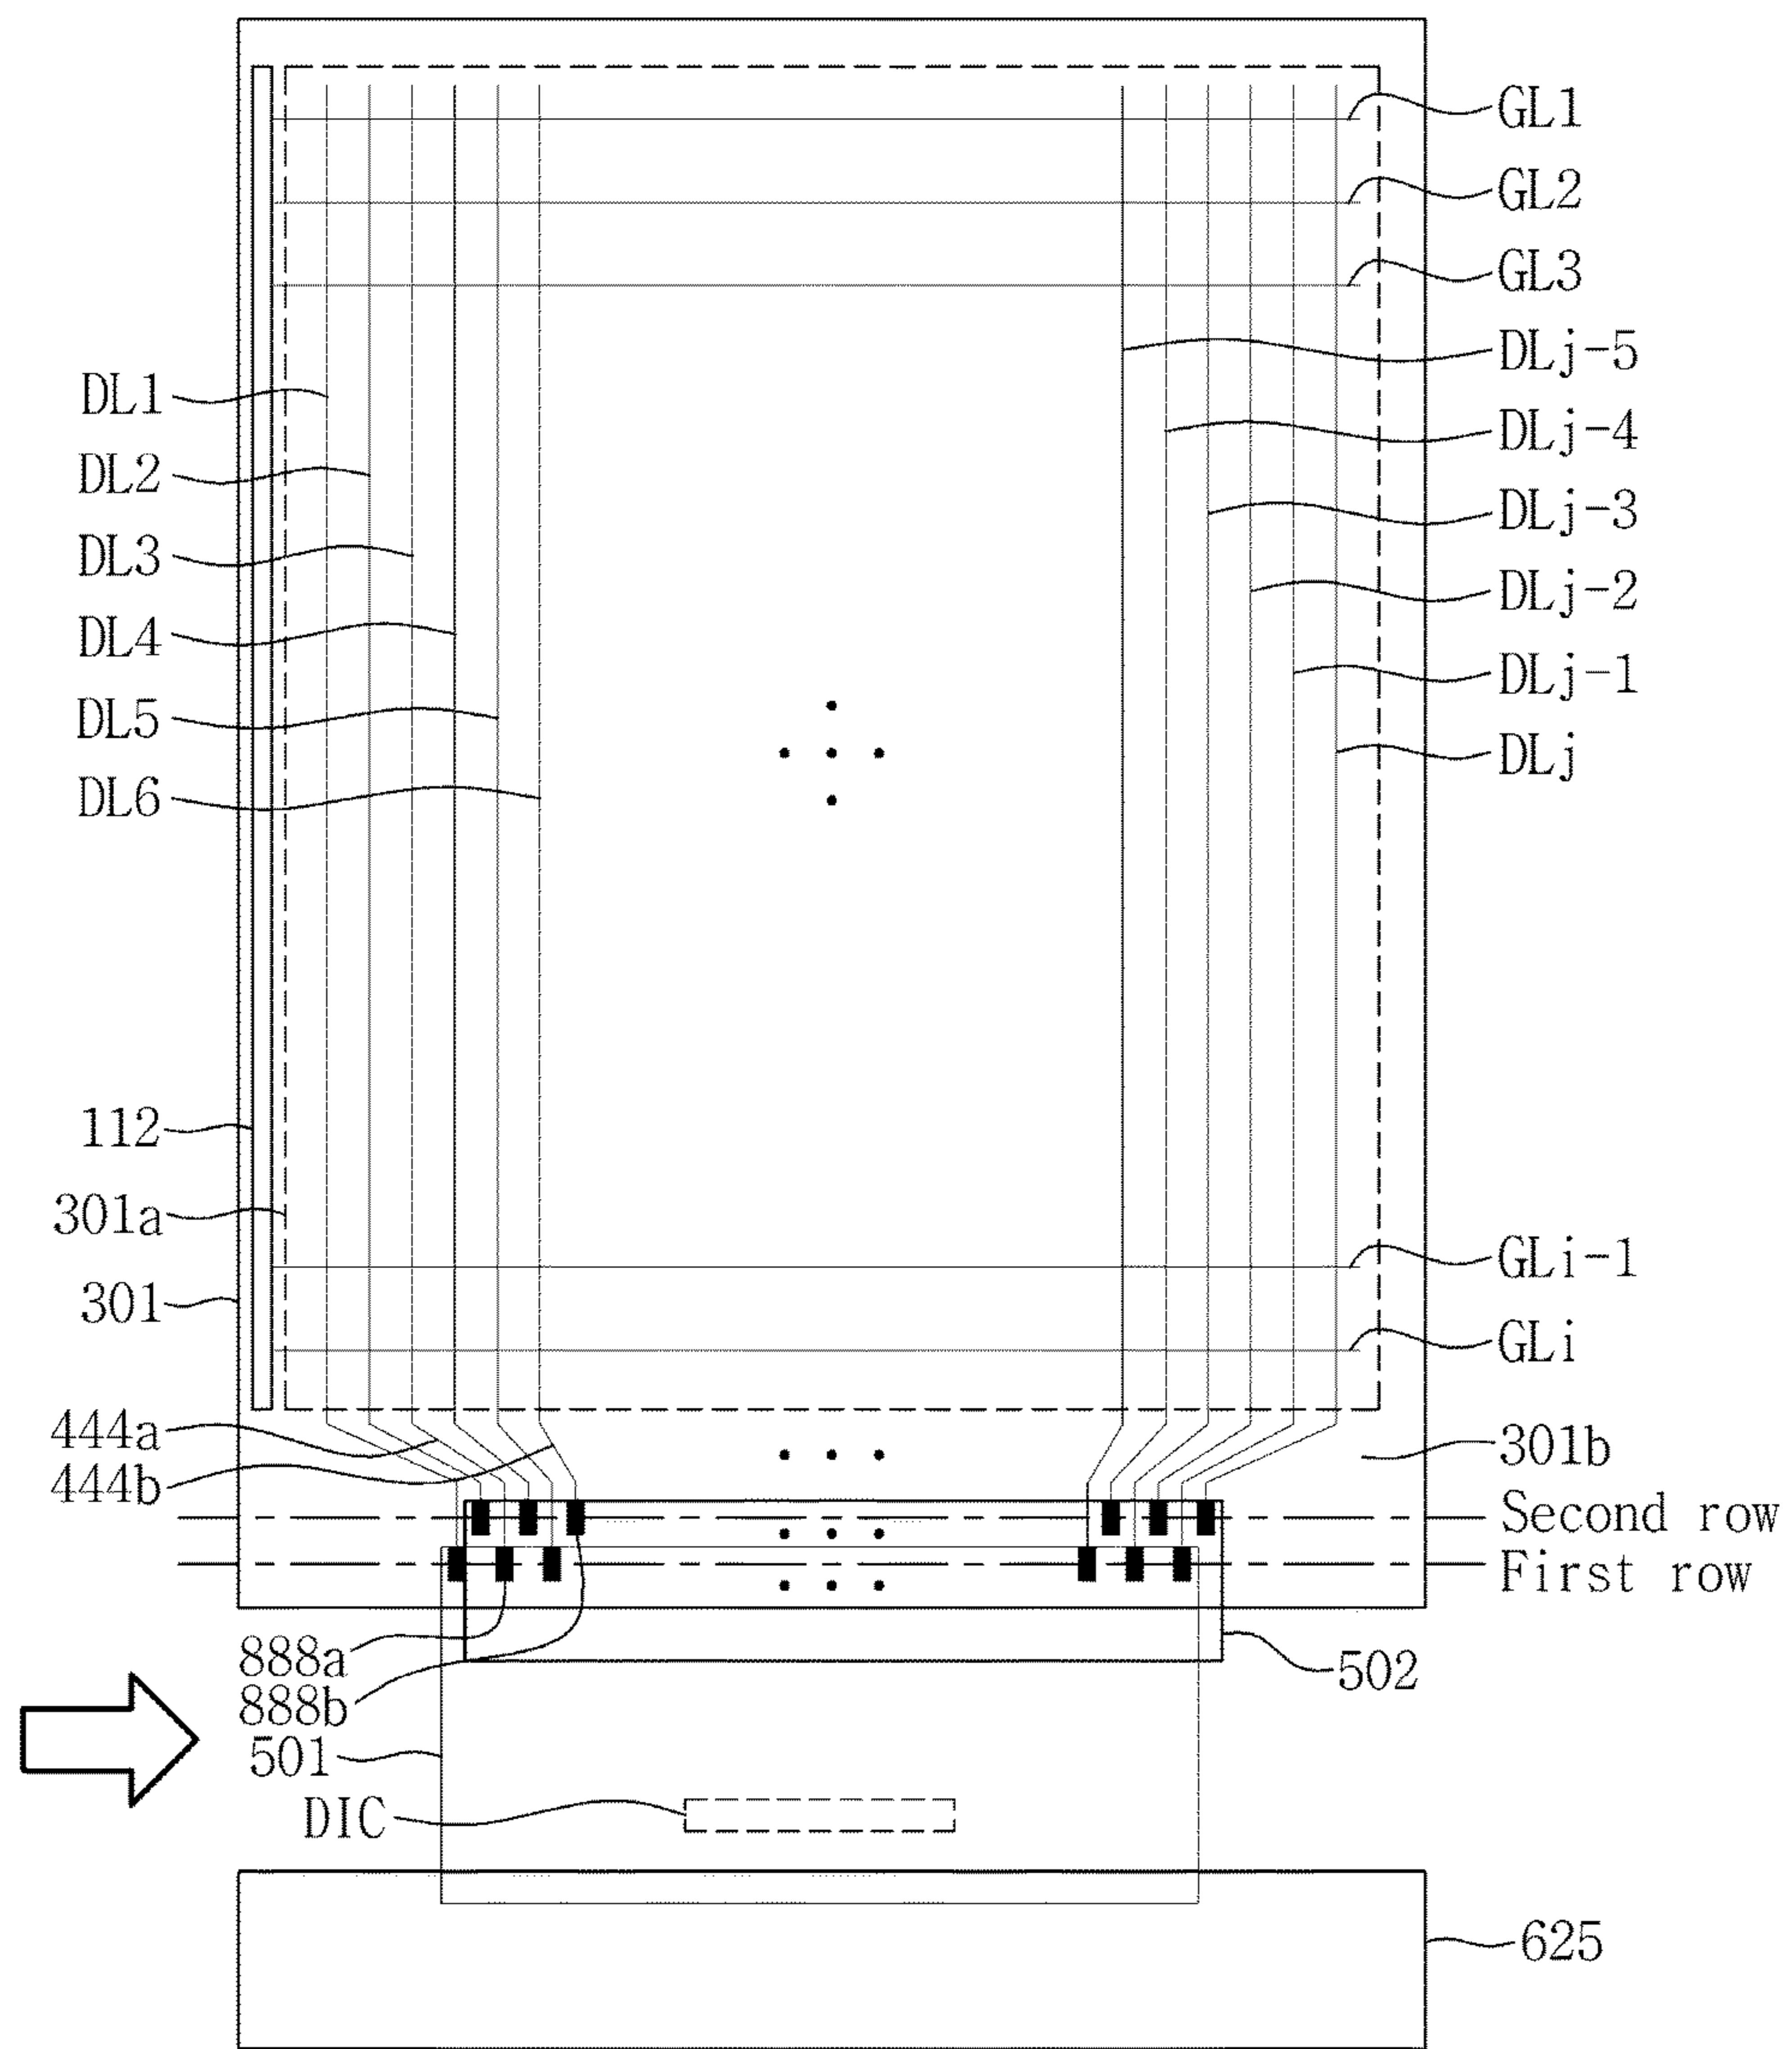 GL1
GL2
GL3
DLj-5
DL1
DLj-4
DL2
DLj-3
DL3
DLj-2
DL4
DLj-1
DL5
DLj
DL6
112
301a
GLi-1
301
GLi
444a
301b
444b
Second row
First row
888a
502
888b
501
DIC
625